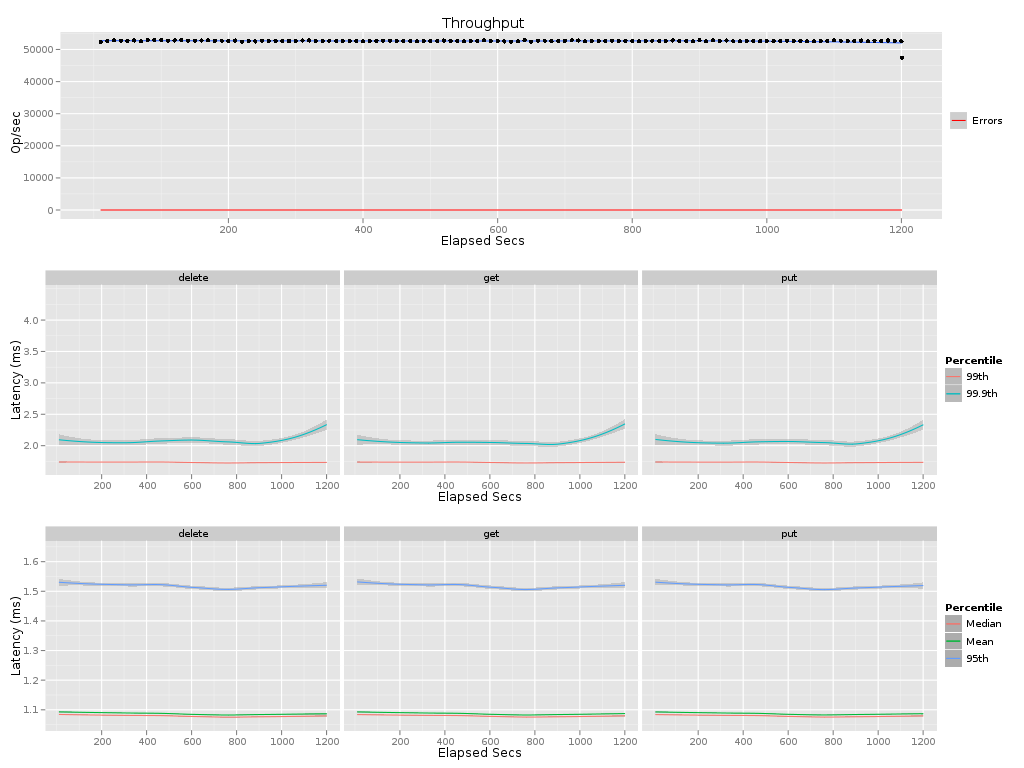 Throughput
Op/sec
50000
40000
30000
20000
10000
0
200 400 600 800 1000 1200
Elapsed Secs
Errors
delete get put
Latency (ms)
4.0
3.5
3.0
2.5
2.0
200 400 600 800 1000 1200 200 400 600 800 1000 1200 200 400 600 800 1000 1200
Elapsed Secs
Percentile
99th
99.9th
delete get put
Latency (ms)
1.6
1.5
1.4
1.3
1.2
1.1
200 400 600 800 1000 1200 200 400 600 800 1000 1200 200 400 600 800 1000 1200
Elapsed Secs
Percentile
Median
Mean
95th